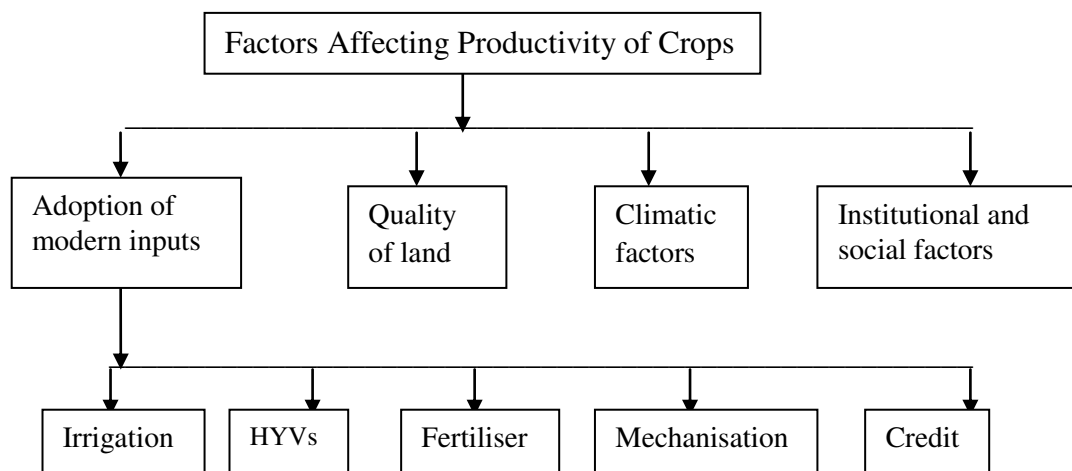 Factors Affecting Productivity of Crops
Adoption of
modern inputs
Quality
of land
Climatic
factors
Institutional and
social factors
Irrigation
HYVs
Fertiliser
Mechanisation
Credit